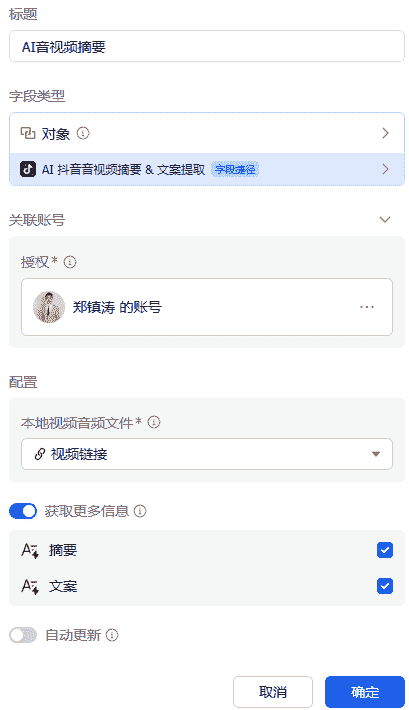 标题
AI音视频摘要
字段类型
对象
AI 抖音音视频摘要 & 文案提取 字段捷径
关联账号
授权*
郑镇涛 的账号
配置
本地视频音频文件*
视频链接
获取更多信息
摘要
文案
自动更新
取消 确定